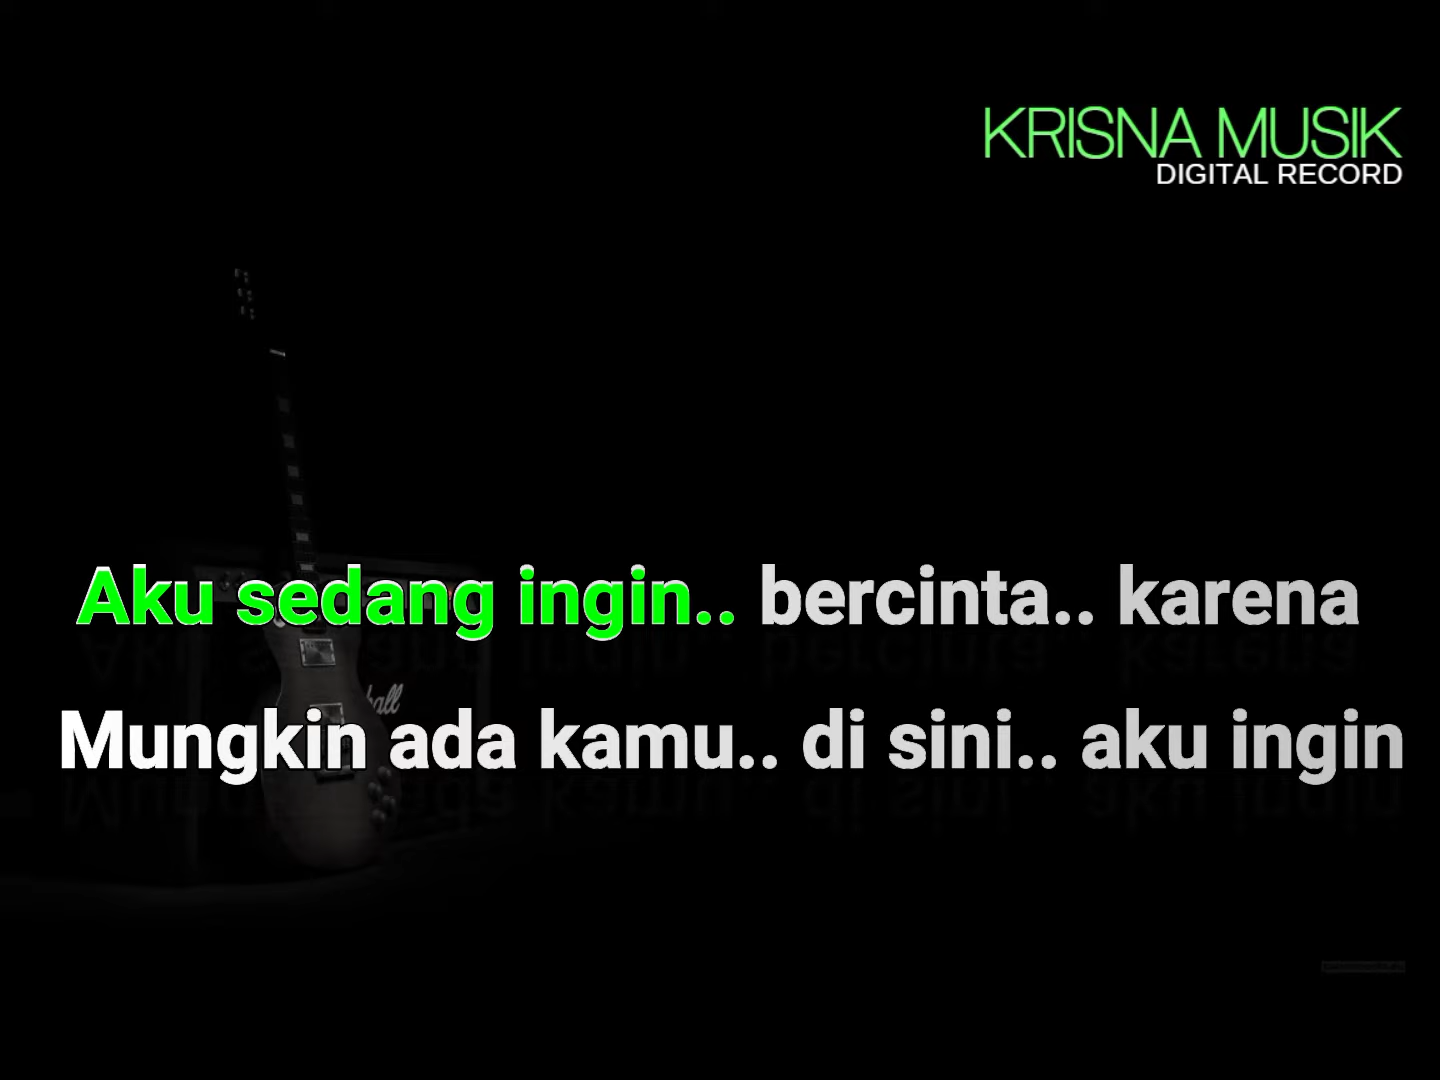 KRISNA MUSIK
DIGITAL RECORD
Aku sedang ingin.. bercinta.. karena
Mungkin ada kamu.. di sini.. aku ingin